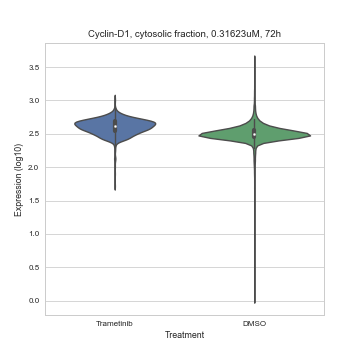 Cyclin-D1, cytosolic fraction, 0.31623uM, 72h
3.5
3.0
2.5
2.0
1.5
1.0
0.5
0.0
Expression (log10)
Trametinib DMSO
Treatment